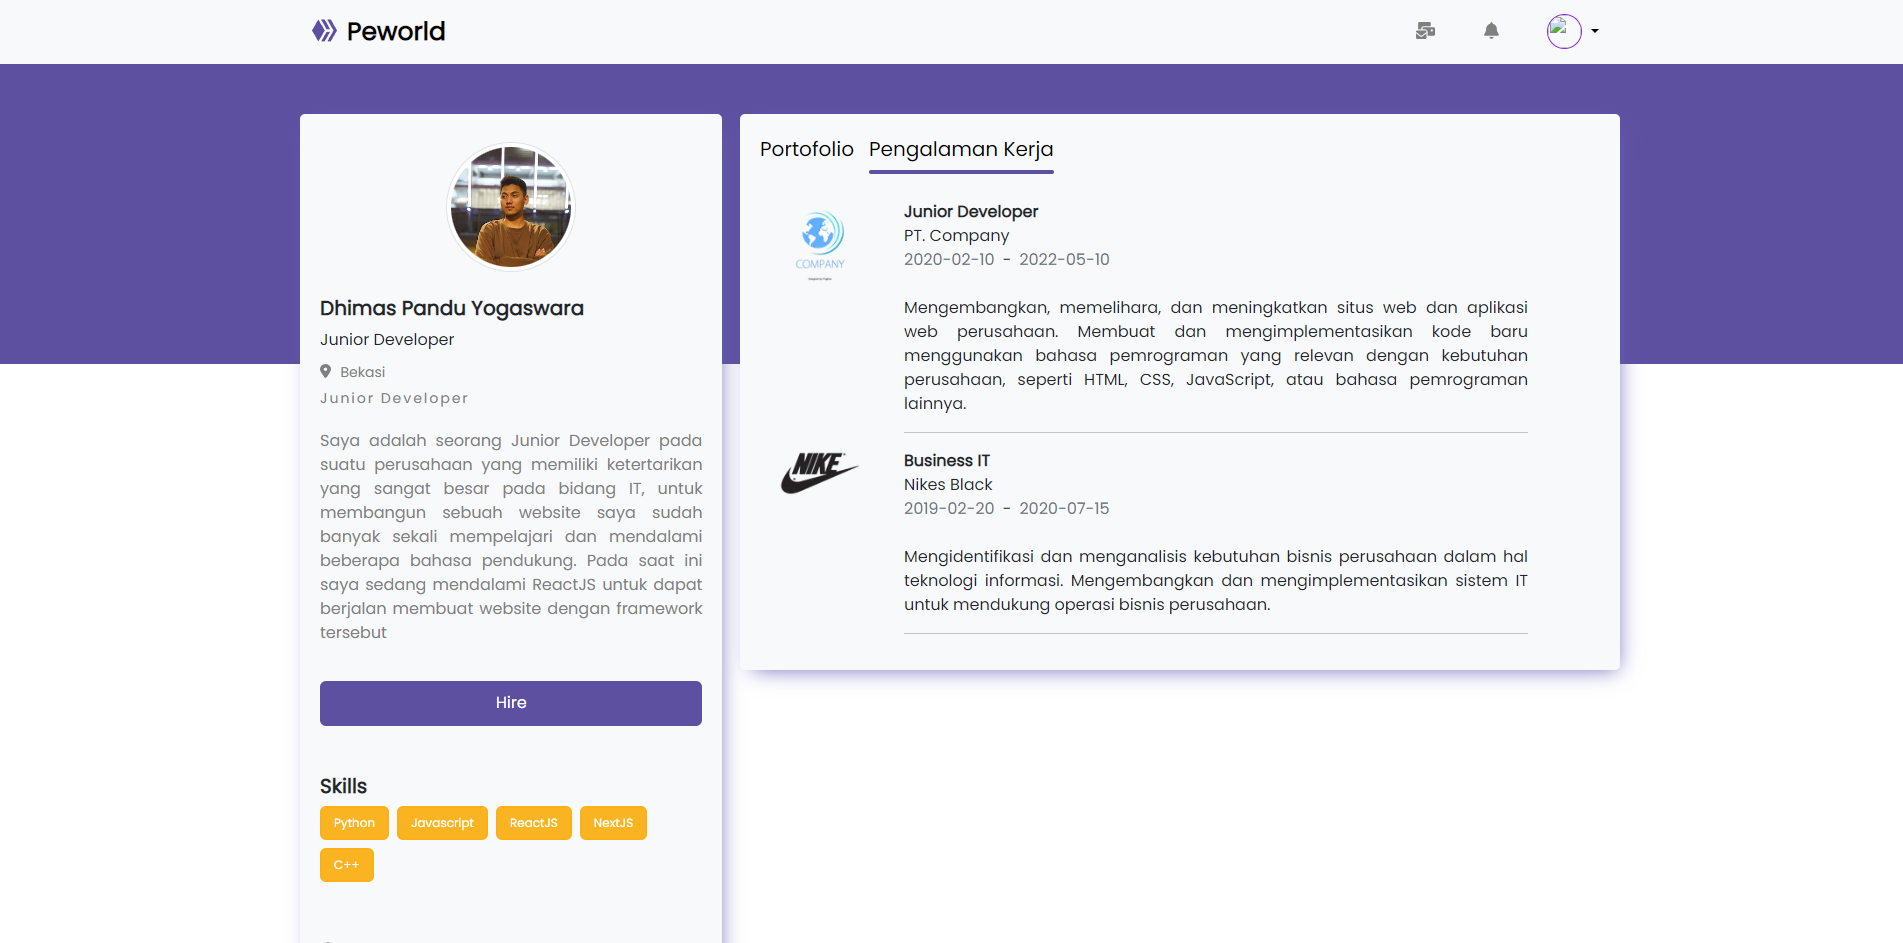 Peworld
Dhimas Pandu Yogaswara
Junior Developer
Bekasi
Junior Developer
Saya adalah seorang Junior Developer pada
suatu perusahaan yang memiliki ketertarikan
yang sangat besar pada bidang IT, untuk
membangun sebuah website saya sudah
banyak sekali mempelajari dan mendalami
beberapa bahasa pendukung. Pada saat ini
saya sedang mendalami ReactJS untuk dapat
berjalan membuat website dengan framework
tersebut
Hire
Skills
Python Javascript ReactJS NextJS
C++
Portofolio Pengalaman Kerja
COMPANY
Junior Developer
PT. Company
2020-02-10 - 2022-05-10
Mengembangkan, memelihara, dan meningkatkan situs web dan aplikasi
web perusahaan. Membuat dan mengimplementasikan kode baru
menggunakan bahasa pemrograman yang relevan dengan kebutuhan
perusahaan, seperti HTML, CSS, JavaScript, atau bahasa pemrograman
lainnya.
NIKE
Business IT
Nikes Black
2019-02-20 - 2020-07-15
Mengidentifikasi dan menganalisis kebutuhan bisnis perusahaan dalam hal
teknologi informasi. Mengembangkan dan mengimplementasikan sistem IT
untuk mendukung operasi bisnis perusahaan.